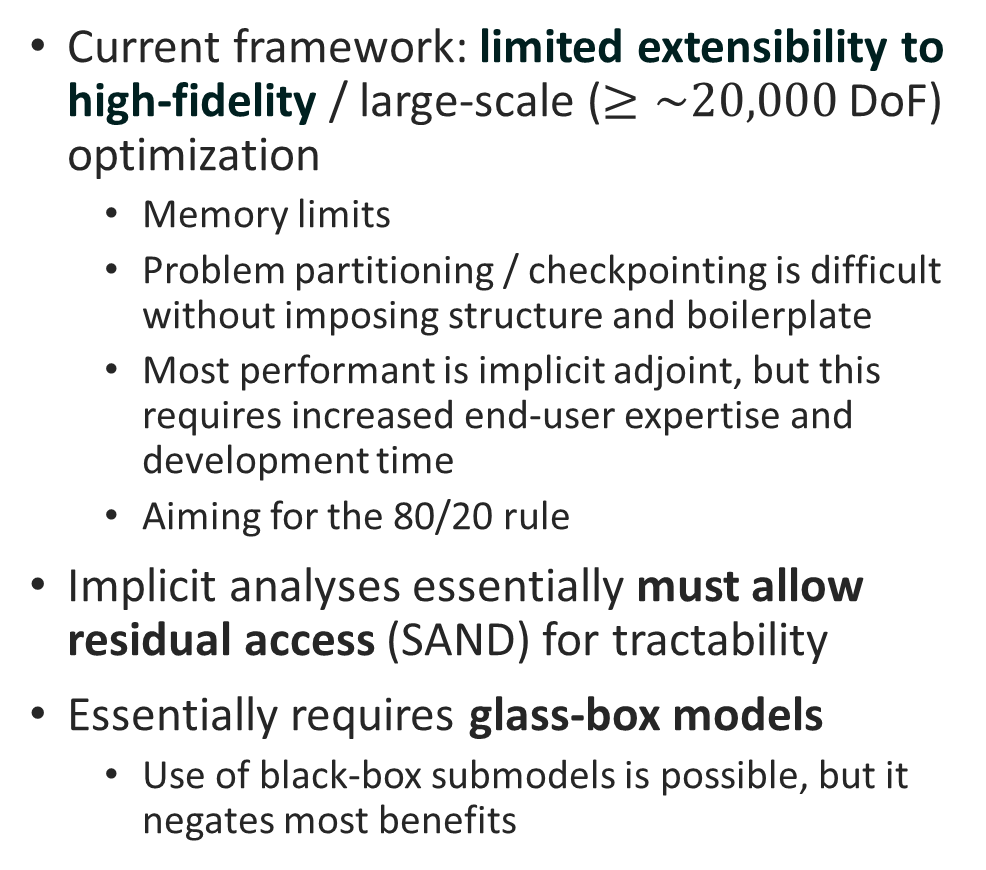 • Current framework: limited extensibility to
high-fidelity / large-scale (≥ ~20,000 DoF)
optimization
• Memory limits
• Problem partitioning / checkpointing is difficult
without imposing structure and boilerplate
• Most performant is implicit adjoint, but this
requires increased end-user expertise and
development time
• Aiming for the 80/20 rule
• Implicit analyses essentially must allow
residual access (SAND) for tractability
• Essentially requires glass-box models
• Use of black-box submodels is possible, but it
negates most benefits